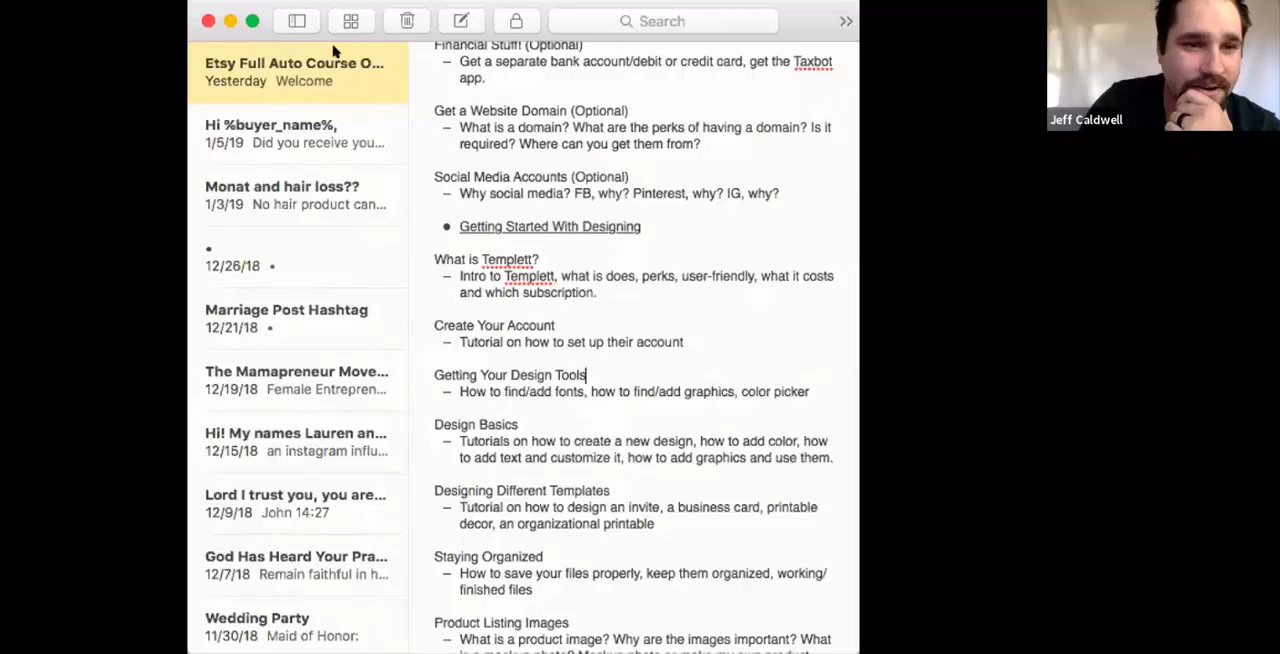 Search
Etsy Full Auto Course O...
Yesterday Welcome
Hi %buyer_name%,
1/5/19 Did you receive you...
Monat and hair loss??
1/3/19 No hair product can...
•
12/26/18 •
Marriage Post Hashtag
12/21/18 •
The Mamapreneur Move...
12/19/18 Female Entrepren...
Hi! My names Lauren an...
12/15/18 an instagram influ...
Lord I trust you, you are...
12/9/18 John 14:27
God Has Heard Your Pra...
12/7/18 Remain faithful in h...
Wedding Party
11/30/18 Maid of Honor:
Financial Stuff! (Optional)
– Get a separate bank account/debit or credit card, get the Taxbot
app.
Get a Website Domain (Optional)
– What is a domain? What are the perks of having a domain? Is it
required? Where can you get them from?
Social Media Accounts (Optional)
– Why social media? FB, why? Pinterest, why? IG, why?
• Getting Started With Designing
What is Templett?
– Intro to Templett, what is does, perks, user-friendly, what it costs
and which subscription.
Create Your Account
– Tutorial on how to set up their account
Getting Your Design Tools
– How to find/add fonts, how to find/add graphics, color picker
Design Basics
– Tutorials on how to create a new design, how to add color, how
to add text and customize it, how to add graphics and use them.
Designing Different Templates
– Tutorial on how to design an invite, a business card, printable
decor, an organizational printable
Staying Organized
– How to save your files properly, keep them organized, working/
finished files
Product Listing Images
– What is a product image? Why are the images important? What
is a mockup photo? Mockup photo or make my own product
Jeff Caldwell